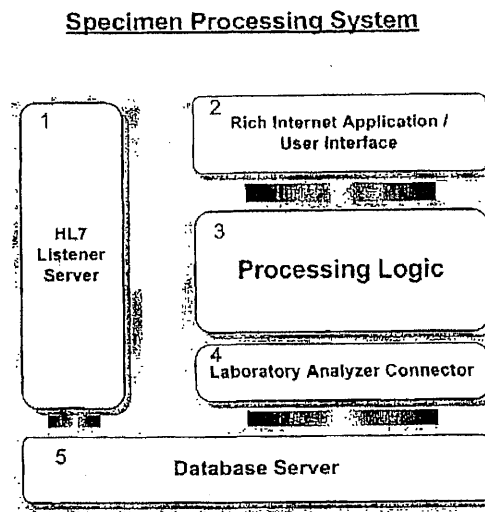 Specimen Processing System
1
HL7
Listener
Server
2
Rich Internet Application /
User Interface
3
Processing Logic
4
Laboratory Analyzer Connector
5
Database Server